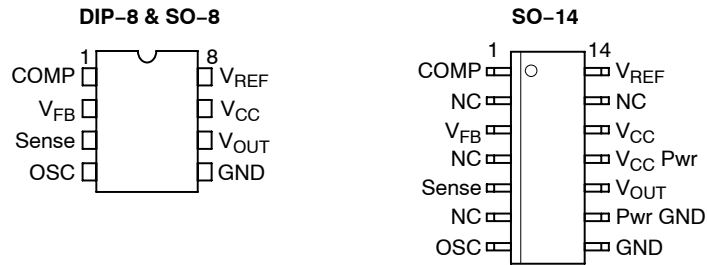 DIP–8 & SO–8
1 8
COMP VREF
VFB VCC
Sense VOUT
OSC GND
SO–14
1 14
COMP VREF
NC NC
VFB VCC
NC VCC Pwr
Sense VOUT
NC Pwr GND
OSC GND